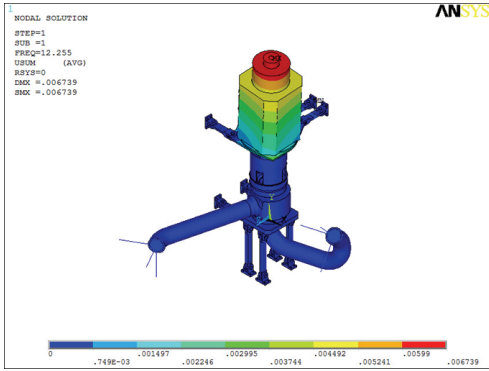 1
NODAL SOLUTION
ANSYS
STEP=1
SUB =1
FREQ=12.255
USUM (AVG)
RSYS=0
DMX =.006739
SMX =.006739
Y
0 .001497 .002995 .004492 .00599
.749E-03 .002246 .003744 .005241 .006739